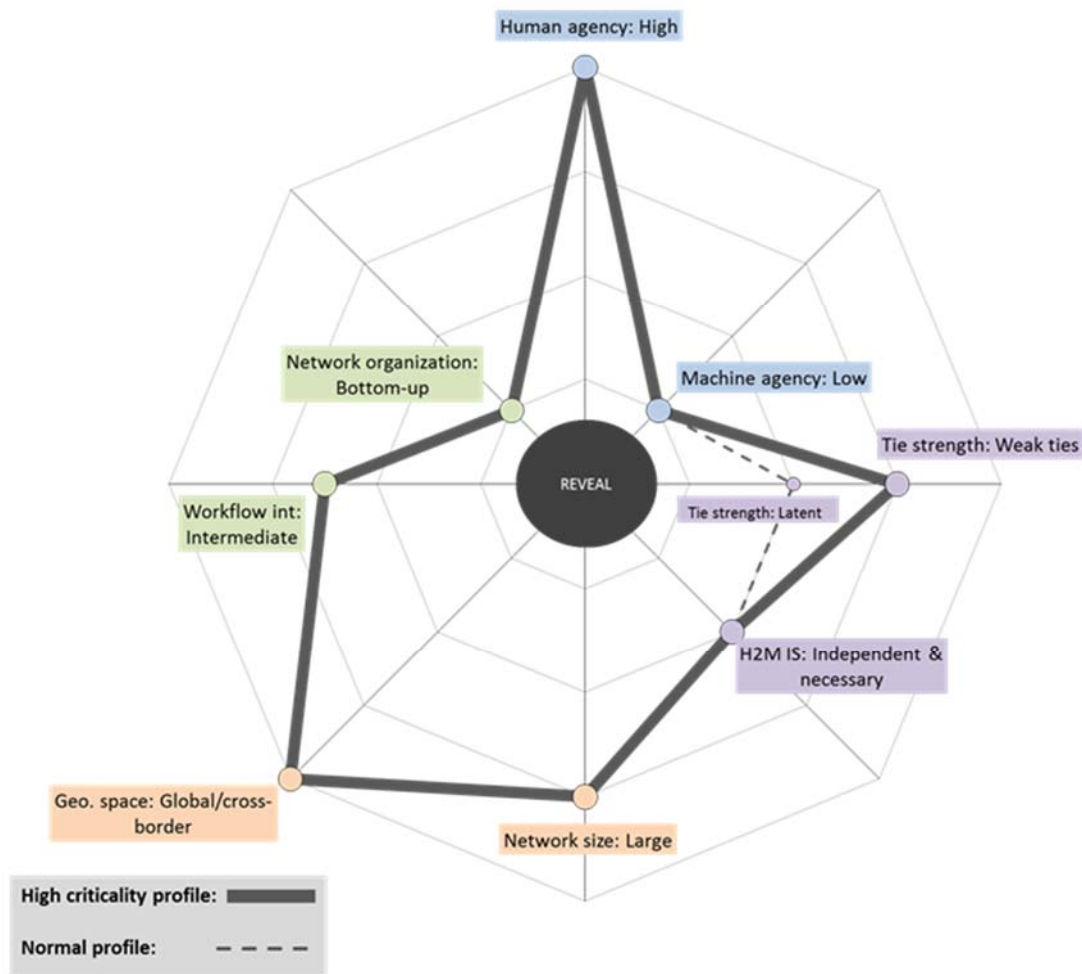 Human agency: High
Network organization:
Bottom-up
Machine agency: Low
Tie strength: Weak ties
REVEAL
Tie strength: Latent
Workflow int:
Intermediate
H2M IS: Independent &
necessary
Geo. space: Global/cross-
border
Network size: Large
High criticality profile:
Normal profile: